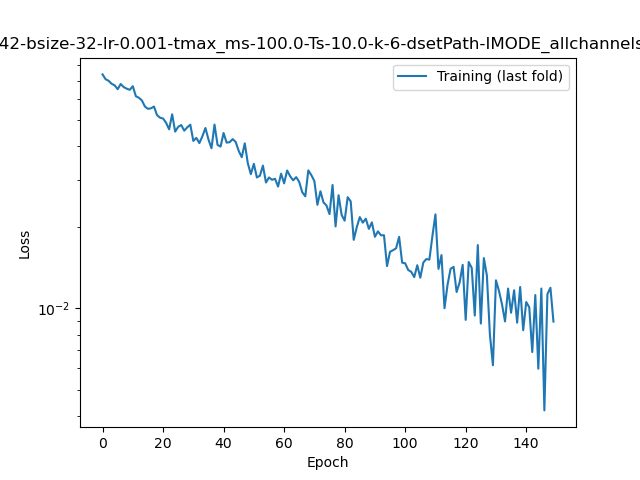 42-bsize-32-lr-0.001-tmax_ms-100.0-Ts-10.0-k-6-dsetPath-IMODE_allchannels
Training (last fold)
Loss
10⁻²
0 20 40 60 80 100 120 140
Epoch